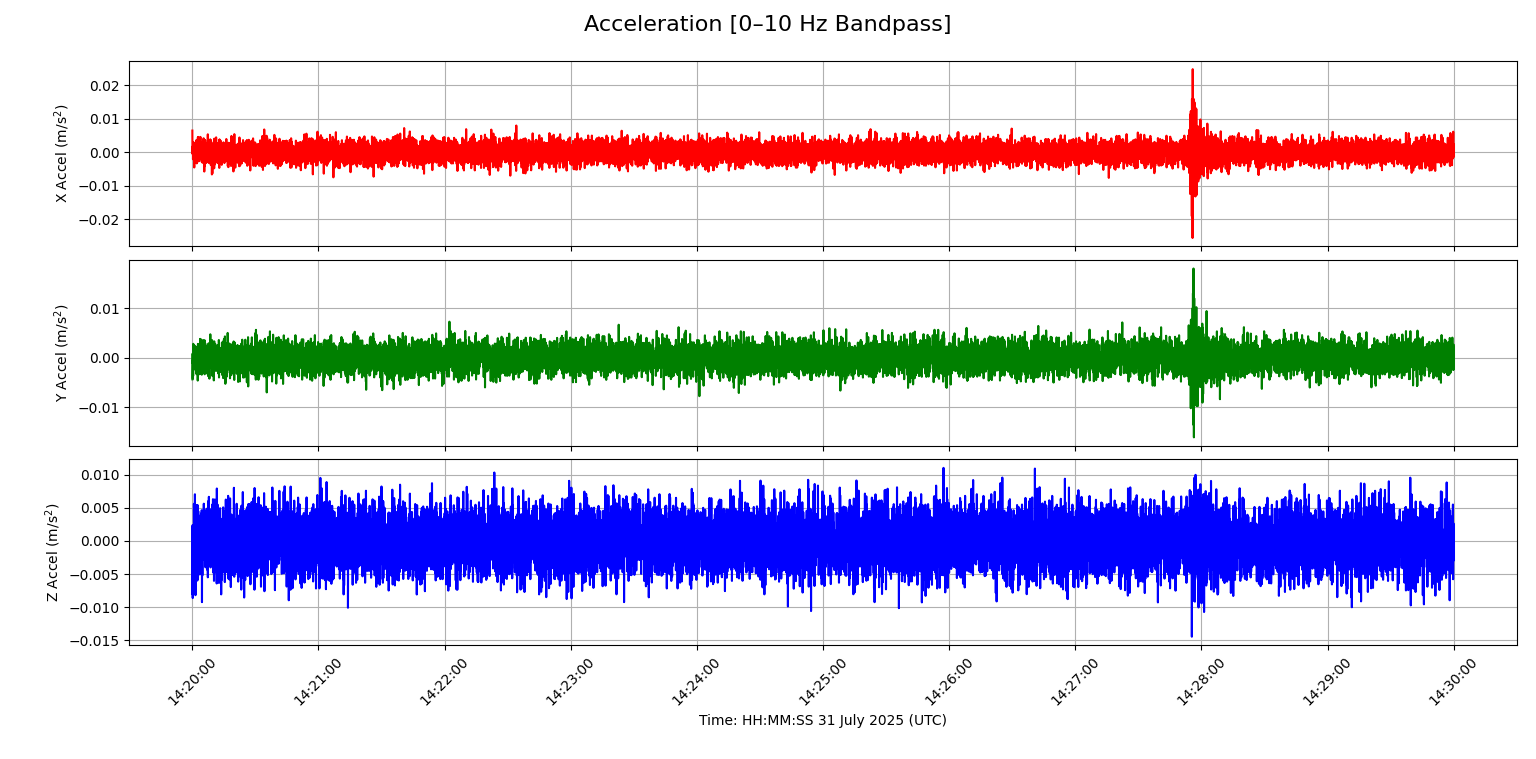 Acceleration [0–10 Hz Bandpass]
X Accel (m/s²)
0.02
0.01
0.00
−0.01
−0.02
Y Accel (m/s²)
0.01
0.00
−0.01
Z Accel (m/s²)
0.010
0.005
0.000
−0.005
−0.010
−0.015
14:20:00 14:21:00 14:22:00 14:23:00 14:24:00 14:25:00 14:26:00 14:27:00 14:28:00 14:29:00 14:30:00
Time: HH:MM:SS 31 July 2025 (UTC)